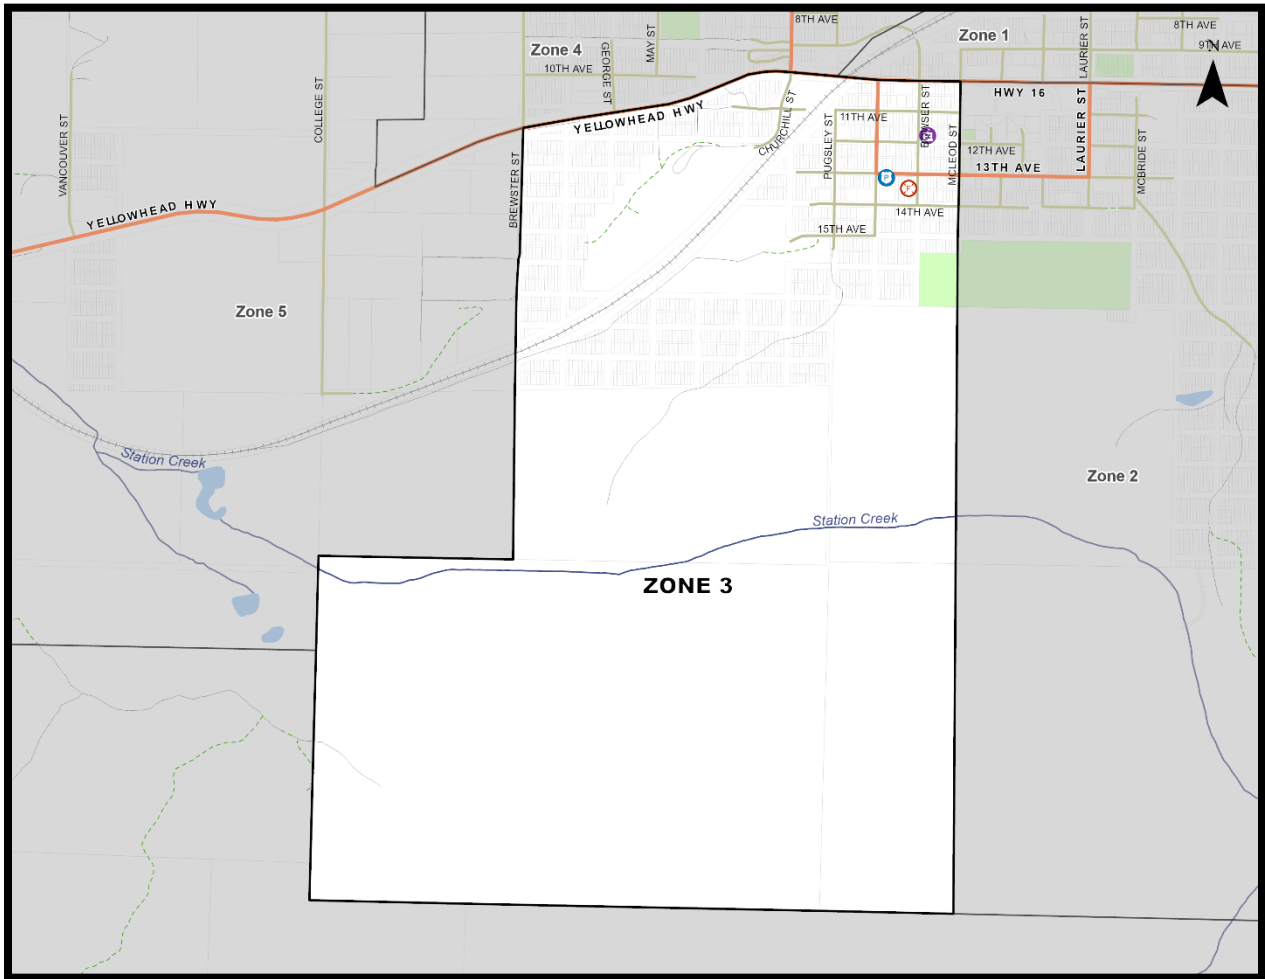 8TH AVE
LAURIER ST
8TH AVE
Zone 1
9TH AVE
N
Zone 4
GEORGE ST
MAY ST
10TH AVE
COLLEGE ST
HWY 16
YELLOWHEAD HWY
CHURCHILL ST
11TH AVE
BOWSER ST
VANCOUVER ST
PUGSLEY ST
MCLEOD ST
12TH AVE
LAURIER ST
13TH AVE
MCBRIDE ST
P
F
BREWSTER ST
YELLOWHEAD HWY
14TH AVE
15TH AVE
Zone 5
Station Creek
Zone 2
Station Creek
ZONE 3